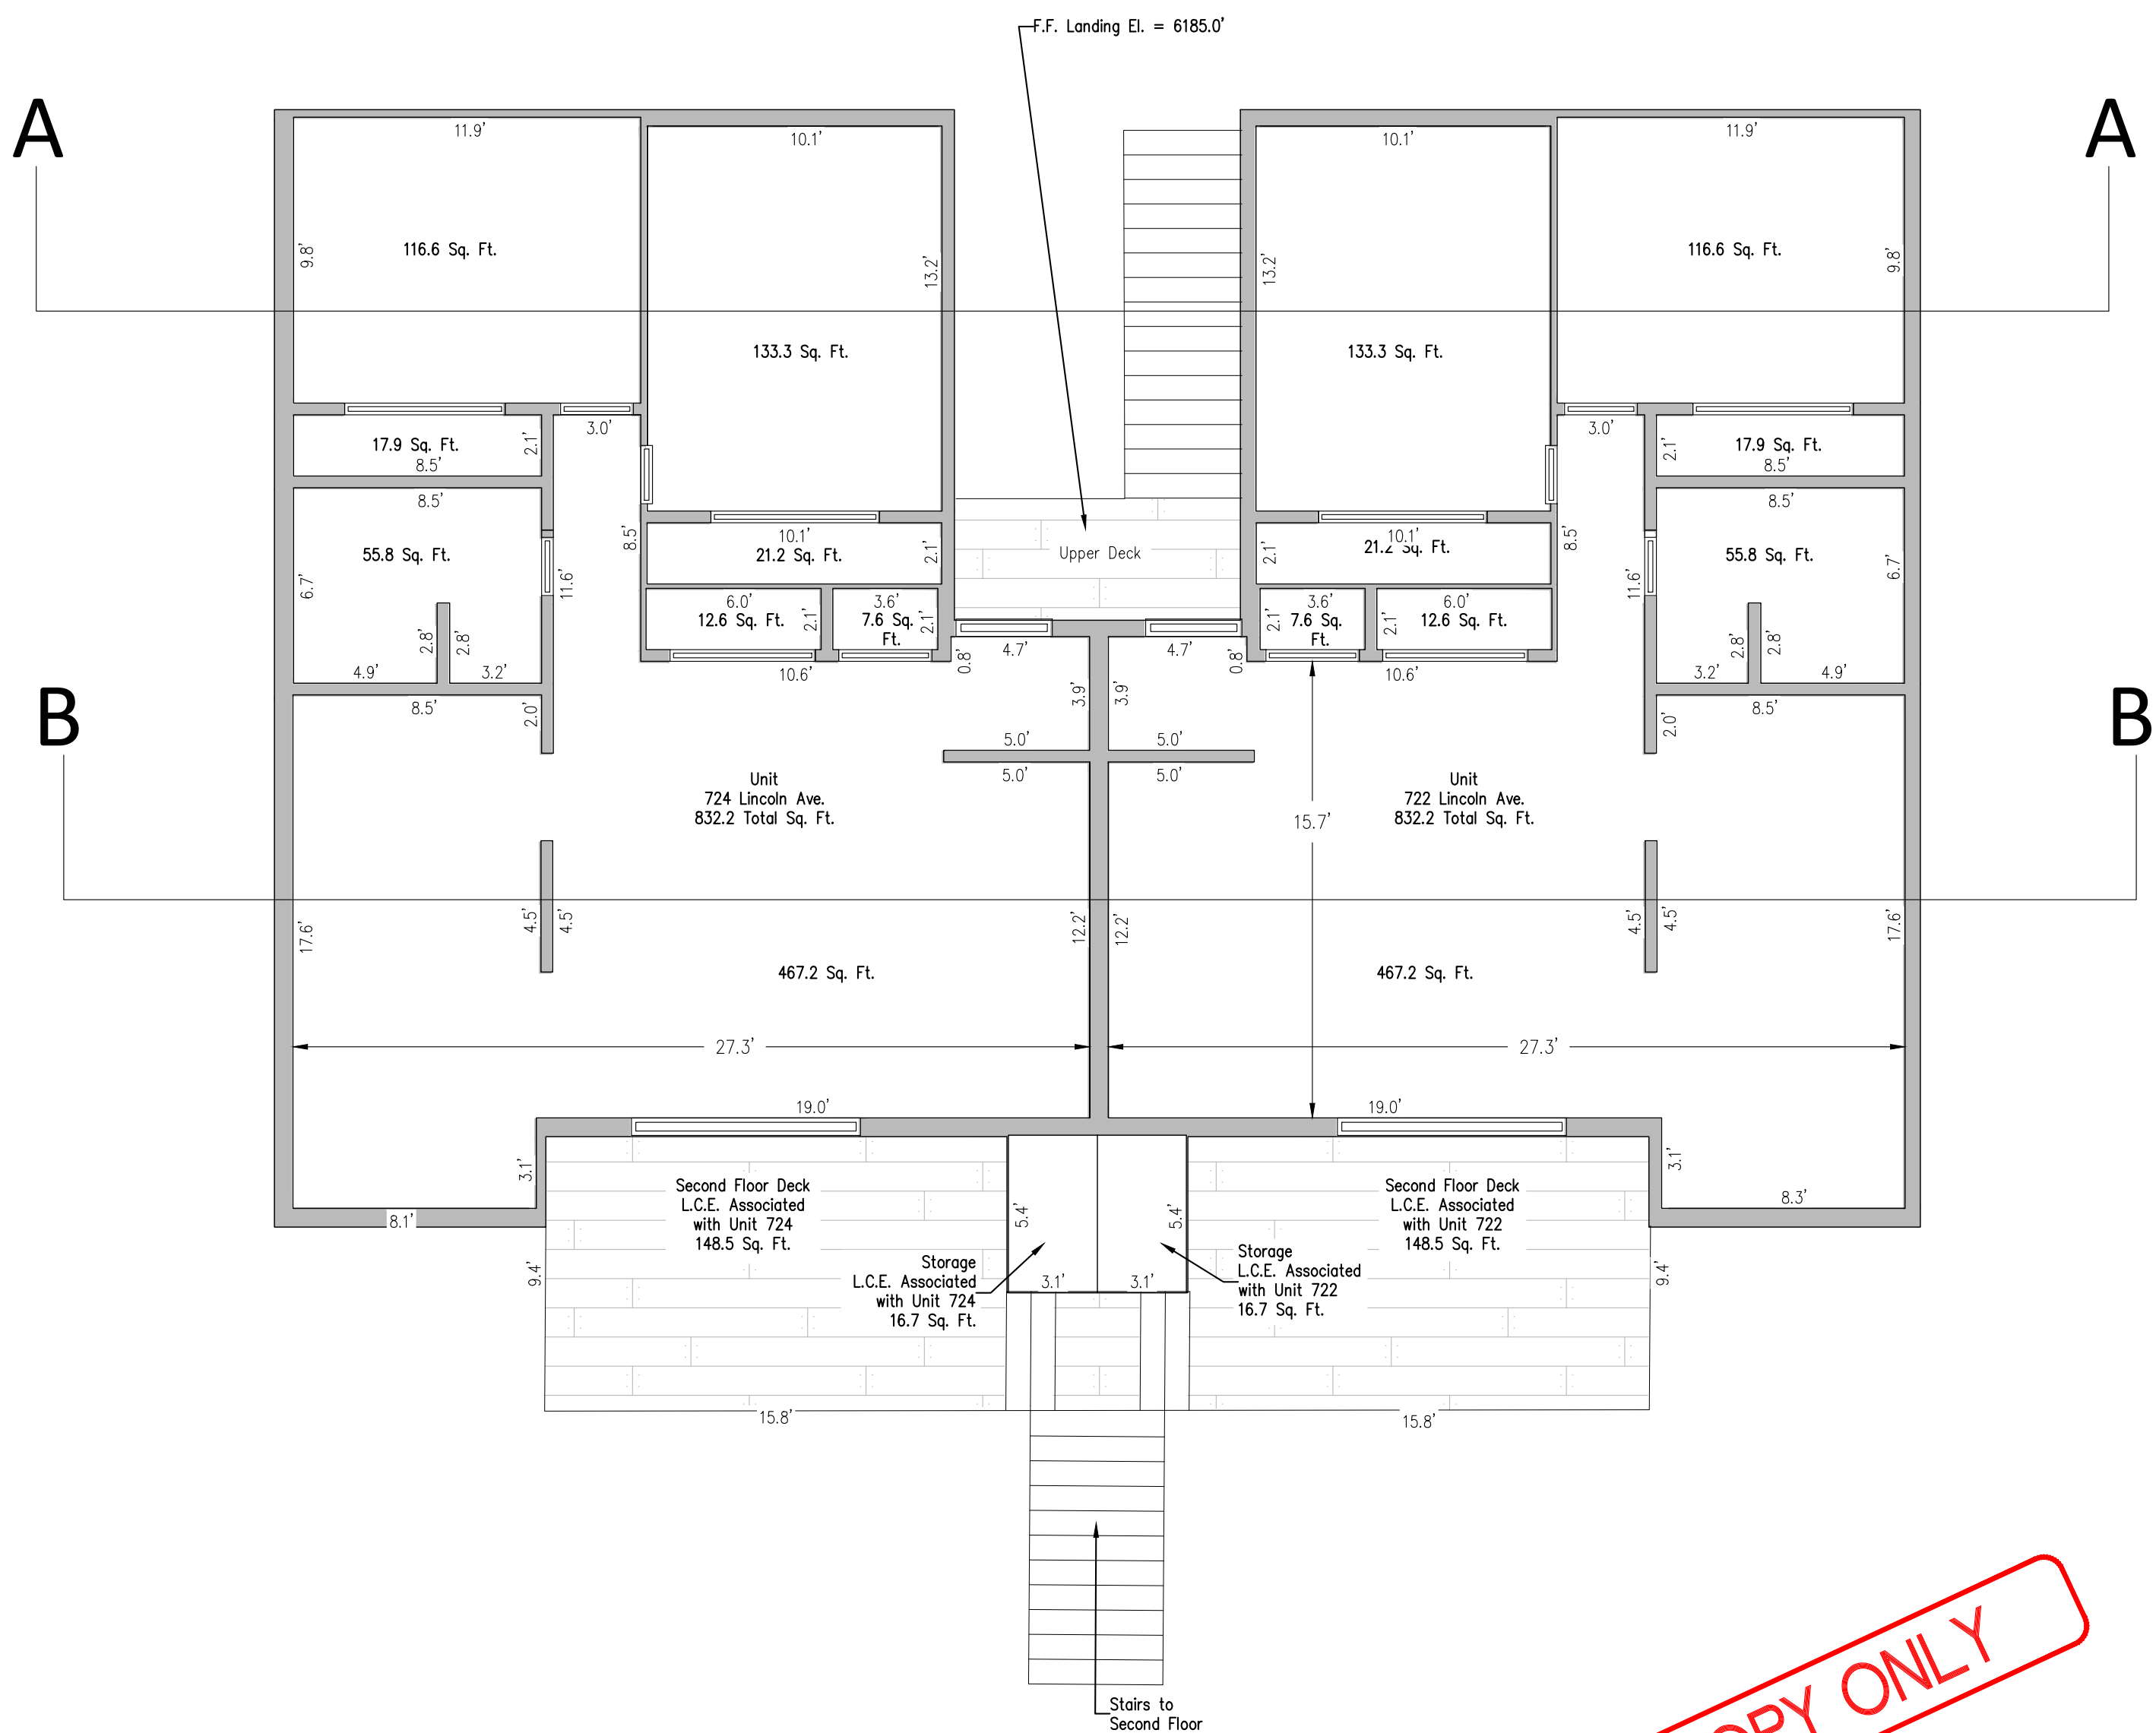 F.F. Landing El. = 6185.0'
A
A
11.9'
10.1'
10.1'
11.9'
9.8'
116.6 Sq. Ft.
13.2'
13.2'
116.6 Sq. Ft.
9.8'
133.3 Sq. Ft.
133.3 Sq. Ft.
17.9 Sq. Ft.
8.5'
2.1'
3.0'
3.0'
2.1'
17.9 Sq. Ft.
8.5'
8.5'
8.5'
8.5'
8.5'
55.8 Sq. Ft.
10.1'
21.2 Sq. Ft.
2.1'
Upper Deck
2.1'
10.1'
21.2 Sq. Ft.
55.8 Sq. Ft.
6.7'
11.6'
11.6'
6.7'
6.0'
12.6 Sq. Ft.
2.1'
3.6'
7.6 Sq.
Ft.
2.1'
2.1'
3.6'
7.6 Sq.
Ft.
2.1'
6.0'
12.6 Sq. Ft.
2.8'
2.8'
4.9'
3.2'
10.6'
0.8'
4.7'
4.7'
0.8'
10.6'
2.8'
2.8'
3.2'
4.9'
B
B
8.5'
2.0'
3.9'
3.9'
2.0'
8.5'
5.0'
5.0'
5.0'
5.0'
Unit
724 Lincoln Ave.
832.2 Total Sq. Ft.
Unit
722 Lincoln Ave.
832.2 Total Sq. Ft.
15.7'
17.6'
4.5'
4.5'
12.2'
12.2'
4.5'
4.5'
17.6'
467.2 Sq. Ft.
467.2 Sq. Ft.
27.3'
27.3'
19.0'
19.0'
3.1'
3.1'
8.1'
8.3'
Second Floor Deck
L.C.E. Associated
with Unit 724
148.5 Sq. Ft.
Second Floor Deck
L.C.E. Associated
with Unit 722
148.5 Sq. Ft.
5.4'
5.4'
9.4'
9.4'
Storage
L.C.E. Associated
with Unit 724
16.7 Sq. Ft.
3.1'
3.1'
Storage
L.C.E. Associated
with Unit 722
16.7 Sq. Ft.
15.8'
15.8'
Stairs to
Second Floor
ONLY